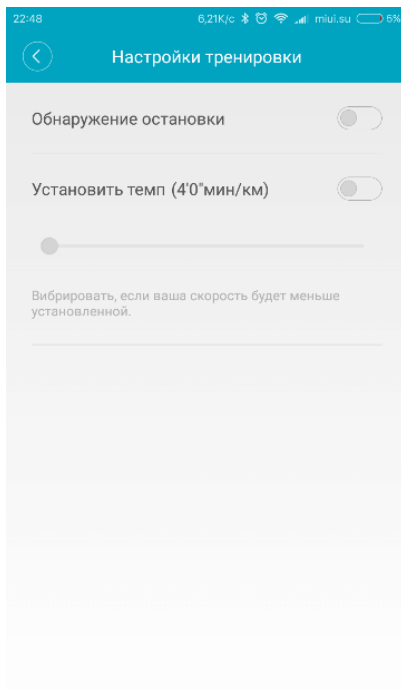 22:48 6,21K/c miui.su 6%
Настройки тренировки
Обнаружение остановки
Установить темп (4'0"мин/км)
Вибрировать, если ваша скорость будет меньше
установленной.